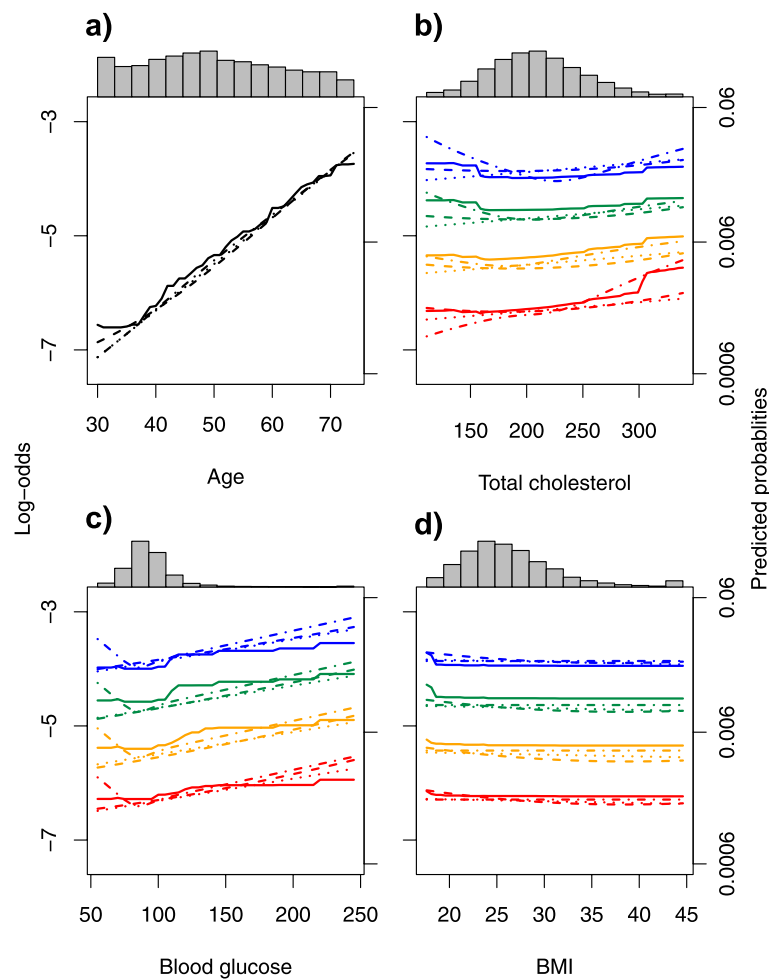 a)
b)
-3
-5
-7
0.06
0.006
0.0006
30 40 50 60 70
150 200 250 300
Age
Total cholesterol
Log-odds
Predicted probablities
c)
d)
-3
-5
-7
0.06
0.006
0.0006
50 100 150 200 250
20 25 30 35 40 45
Blood glucose
BMI